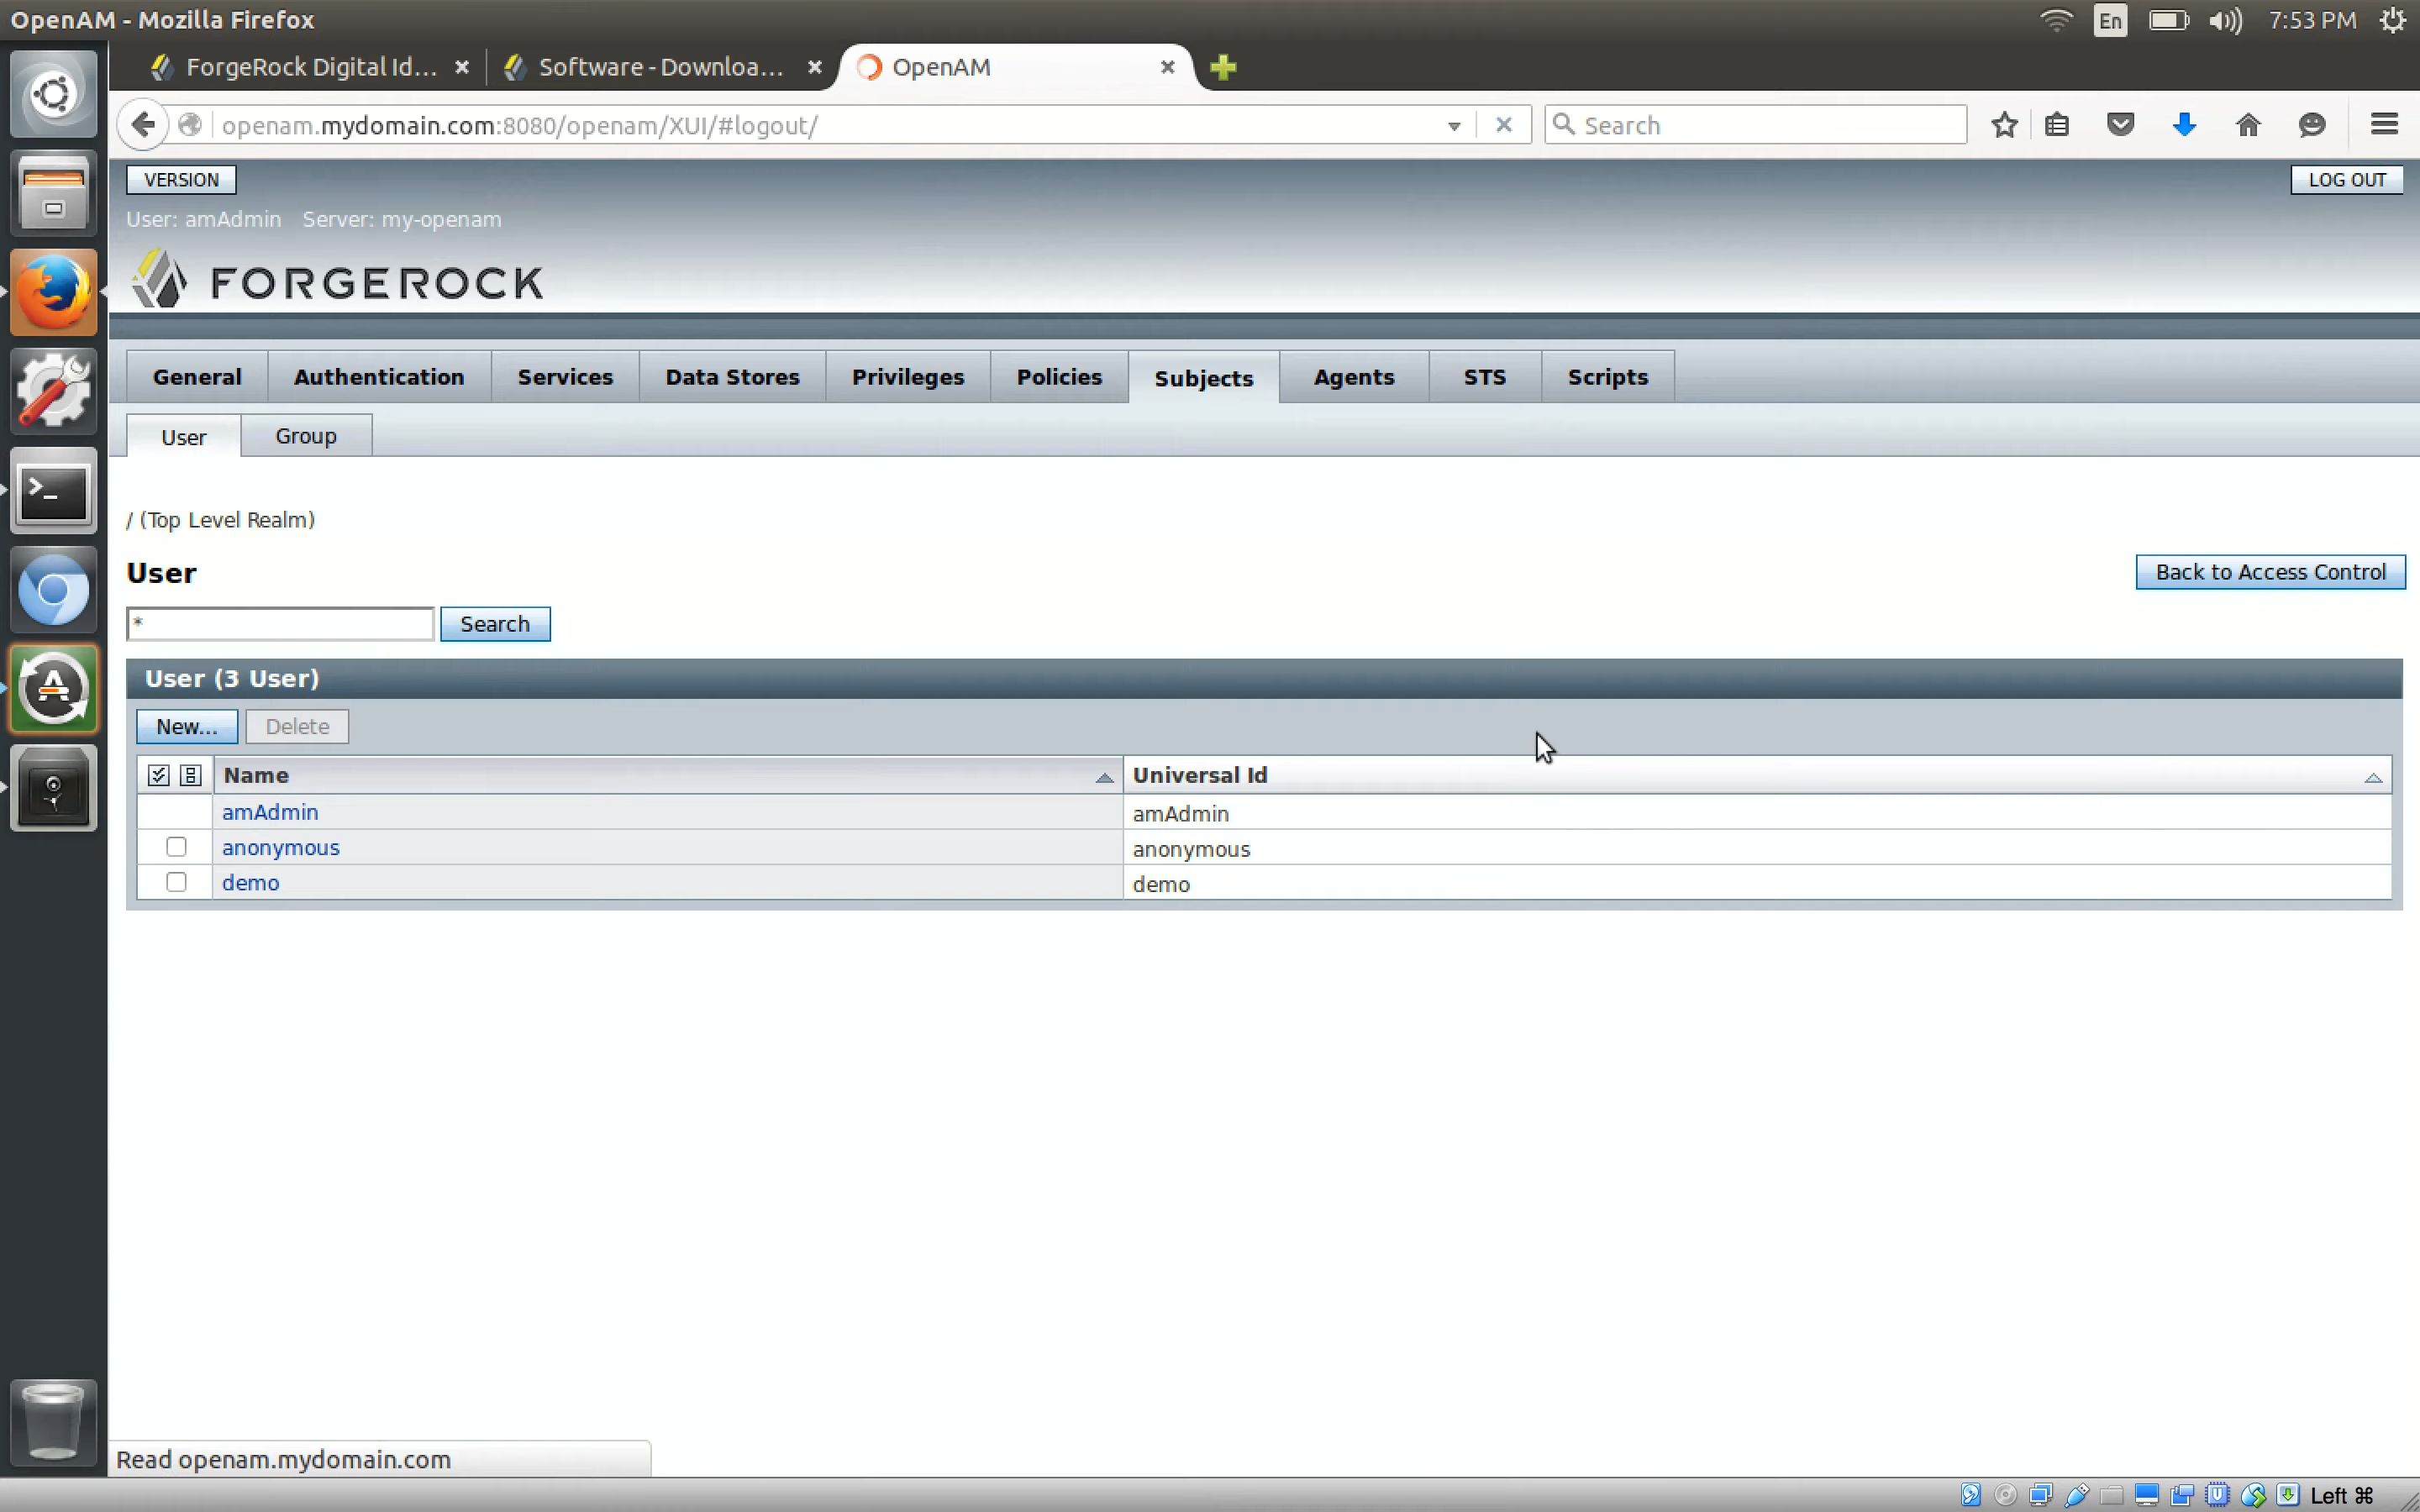 OpenAM - Mozilla Firefox
En
7:53 PM
ForgeRock Digital Id...
Software - Downloa...
OpenAM
openam.mydomain.com:8080/openam/XUI/#logout/
Search
VERSION
LOG OUT
User: amAdmin Server: my-openam
FORGEROCK
General
Authentication
Services
Data Stores
Privileges
Policies
Subjects
Agents
STS
Scripts
User
Group
/ (Top Level Realm)
User
Back to Access Control
*
Search
User (3 User)
New...
Delete
Name
Universal Id
amAdmin
amAdmin
anonymous
anonymous
demo
demo
Read openam.mydomain.com
Left ⌘